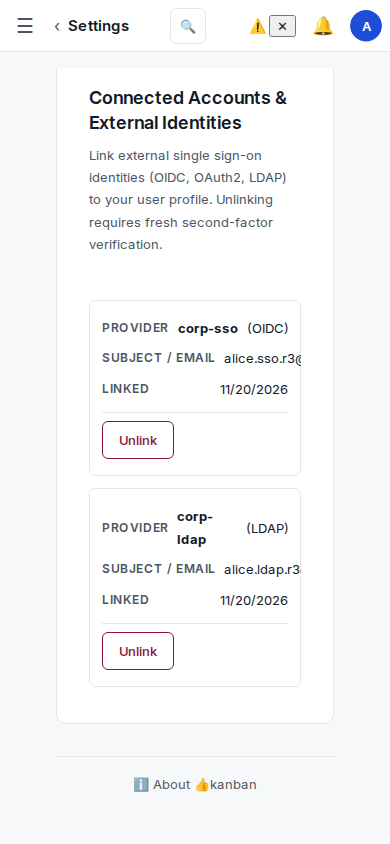 Settings
A
Connected Accounts &
External Identities
Link external single sign-on
identities (OIDC, OAuth2, LDAP)
to your user profile. Unlinking
requires fresh second-factor
verification.
PROVIDER corp-sso (OIDC)
SUBJECT / EMAIL alice.sso.r3@
LINKED 11/20/2026
Unlink
PROVIDER corp-ldap (LDAP)
SUBJECT / EMAIL alice.ldap.r3
LINKED 11/20/2026
Unlink
ℹ️ About 👍kanban